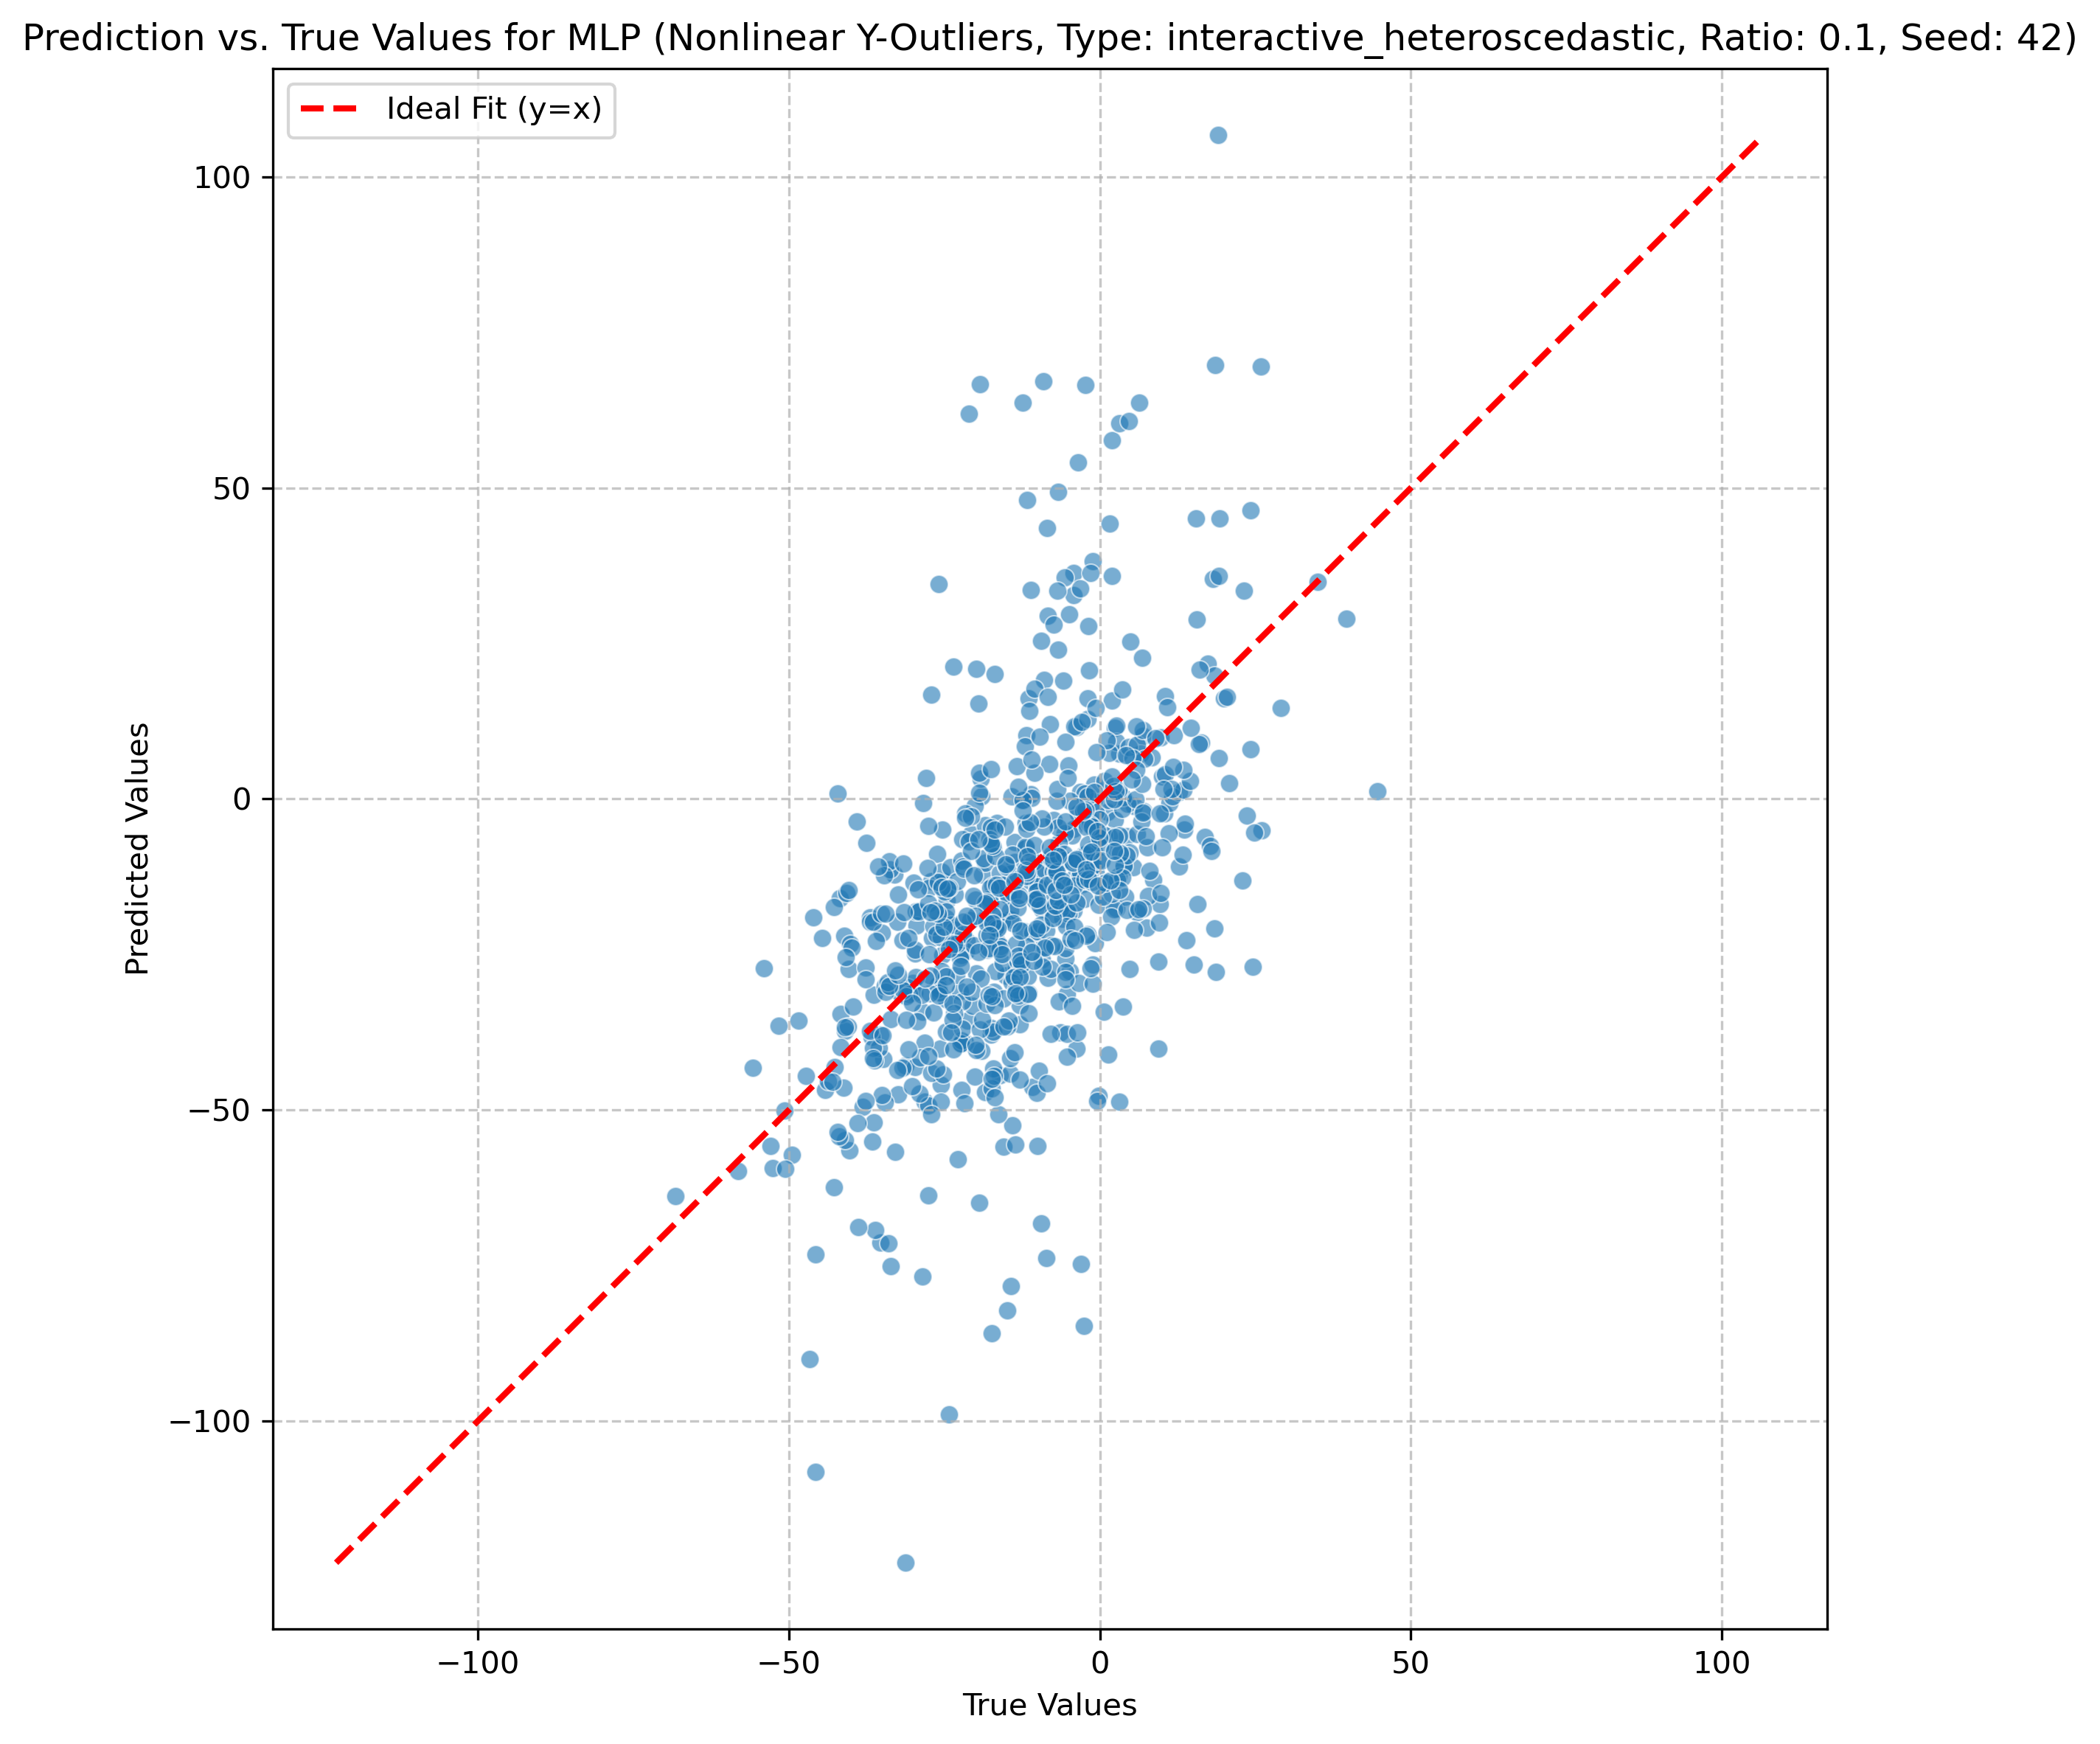 Prediction vs. True Values for MLP (Nonlinear Y-Outliers, Type: interactive_heteroscedastic, Ratio: 0.1, Seed: 42)
Ideal Fit (y=x)
100
50
0
−50
−100
Predicted Values
−100
−50
0
50
100
True Values